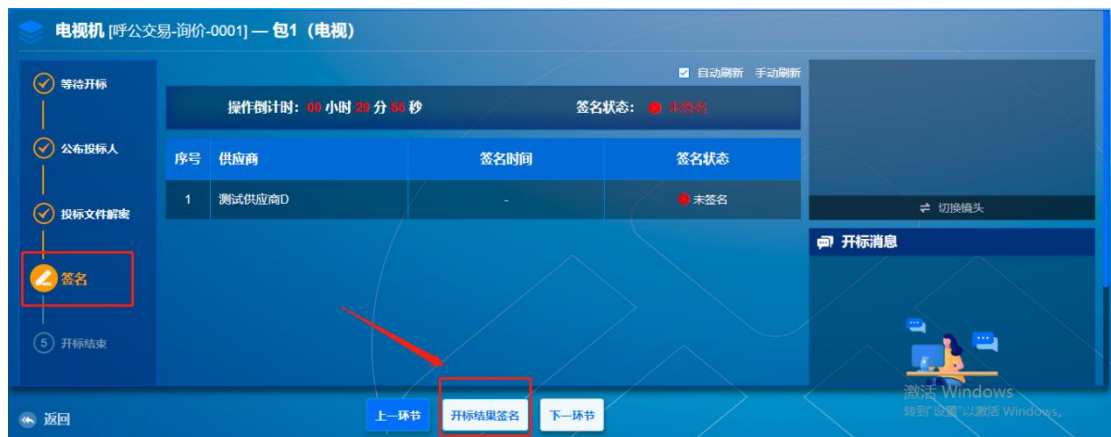 电视机 [呼公交易-询价-0001] — 包1（电视）
等待开标
公布投标人
投标文件解密
签名
5 开标结束
自动刷新 手动刷新
操作倒计时：00 小时 29 分 55 秒 签名状态： 未签名
序号 供应商 签名时间 签名状态
1 测试供应商D - 未签名
切换镜头
开标消息
激活 Windows
转到"设置"以激活 Windows。
返回
上一环节 开标结果签名 下一环节